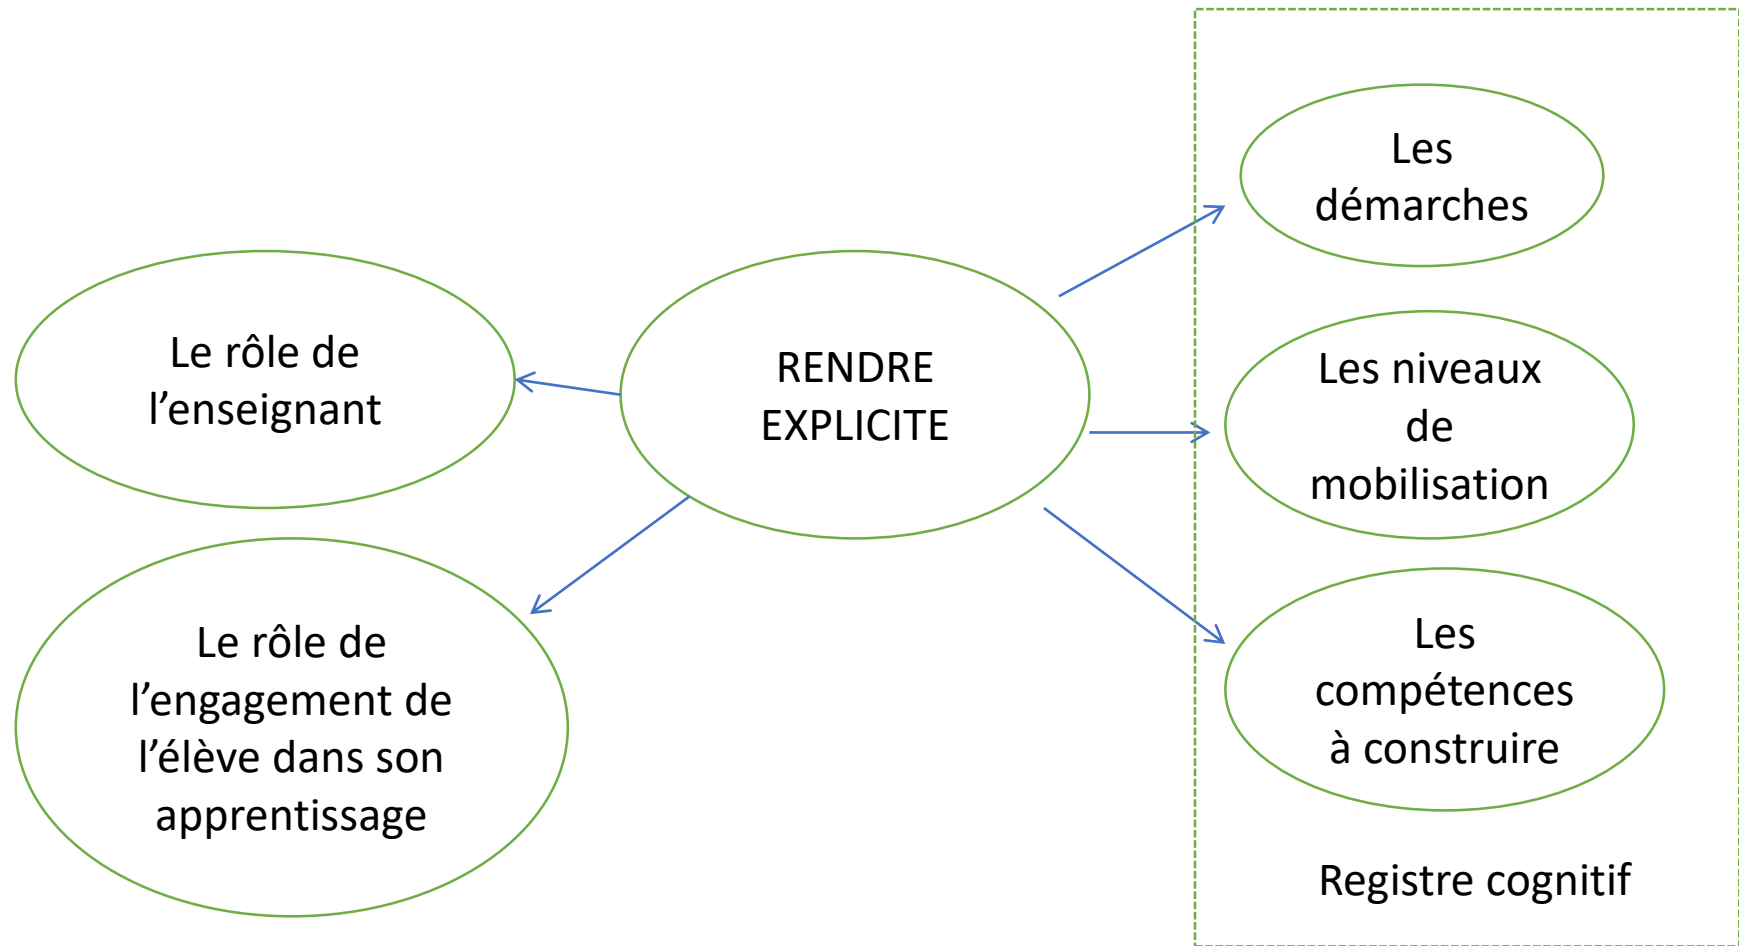 Le rôle de
l’enseignant
Le rôle de
l’engagement de
l’élève dans son
apprentissage
RENDRE
EXPLICITE
Les
démarches
Les niveaux
de
mobilisation
Les
compétences
à construire
Registre cognitif